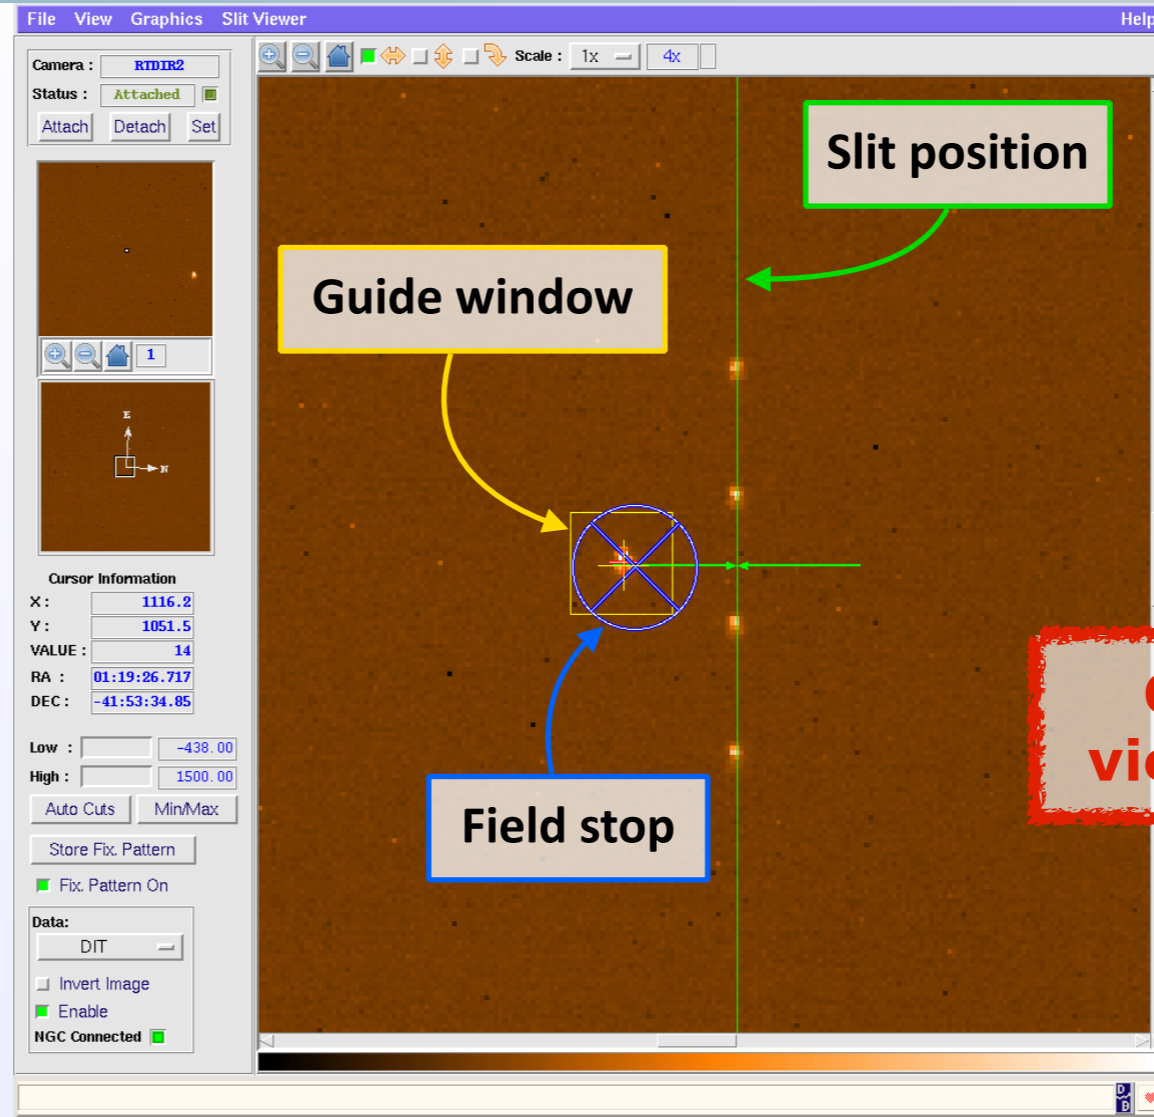 File View Graphics Slit Viewer Help
Camera : RTDIR2
Status : Attached
Attach Detach Set
Scale : 1x 4x
Slit position
Guide window
1
E
N
Cursor Information
X : 1116.2
Y : 1051.5
VALUE : 14
RA : 01:19:26.717
DEC : -41:53:34.85
Low : -438.00
High : 1500.00
Auto Cuts Min/Max
Store Fix. Pattern
Fix. Pattern On
Field stop
Data:
DIT
Invert Image
Enable
NGC Connected